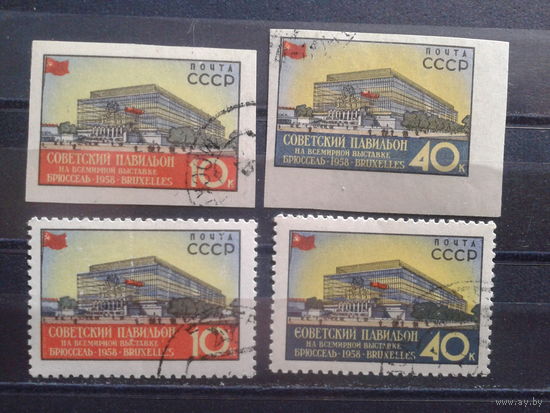 ПОЧТА
СССР
СОВЕТСКИЙ ПАВИЛЬОН
НА ВСЕМИРНОЙ ВЫСТАВКЕ
БРЮССЕЛЬ-1958-BRUXELLES
10 К
ПОЧТА
СССР
СОВЕТСКИЙ ПАВИЛЬОН
НА ВСЕМИРНОЙ ВЫСТАВКЕ
БРЮССЕЛЬ-1958-BRUXELLES
40 К
ПОЧТА
СССР
СОВЕТСКИЙ ПАВИЛЬОН
НА ВСЕМИРНОЙ ВЫСТАВКЕ
БРЮССЕЛЬ-1958-BRUXELLES
10 К
ПОЧТА
СССР
СОВЕТСКИЙ ПАВИЛЬОН
НА ВСЕМИРНОЙ ВЫСТАВКЕ
БРЮССЕЛЬ-1958-BRUXELLES
40 К
www.ay.by